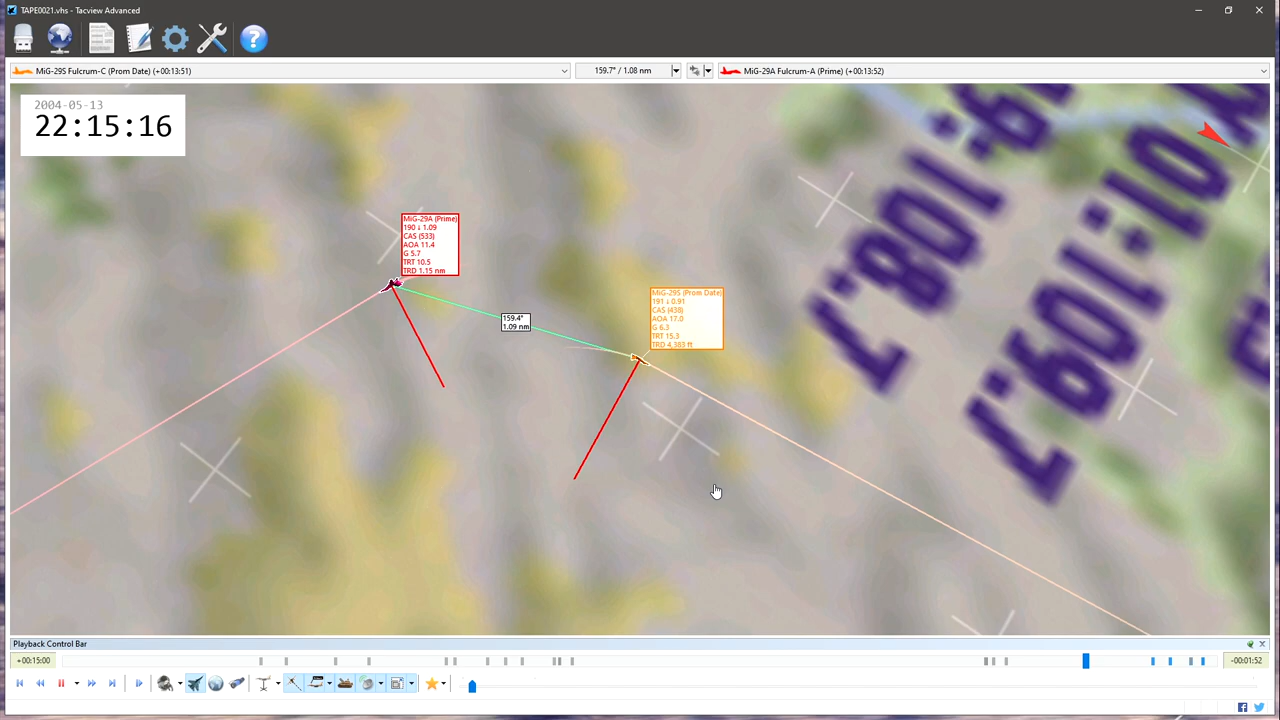 TAPE0021.vhs - Tacview Advanced
MiG-29S Fulcrum-C (Prom Date) (+00:13:51)
159.7° / 1.08 nm
MiG-29A Fulcrum-A (Prime) (+00:13:52)
2004-05-13
22:15:16
MiG-29A (Prime)
190 ↓ 1.09
CAS (533)
AOA 11.4
G 5.7
TRT 10.5
TRD 1.15 nm
159.4°
1.09 nm
MiG-29S (Prom Date)
191 ↓ 0.91
CAS (438)
AOA 17.0
G 6.3
TRT 15.3
TRD 4,383 ft
Playback Control Bar
+00:15:00
-00:01:52